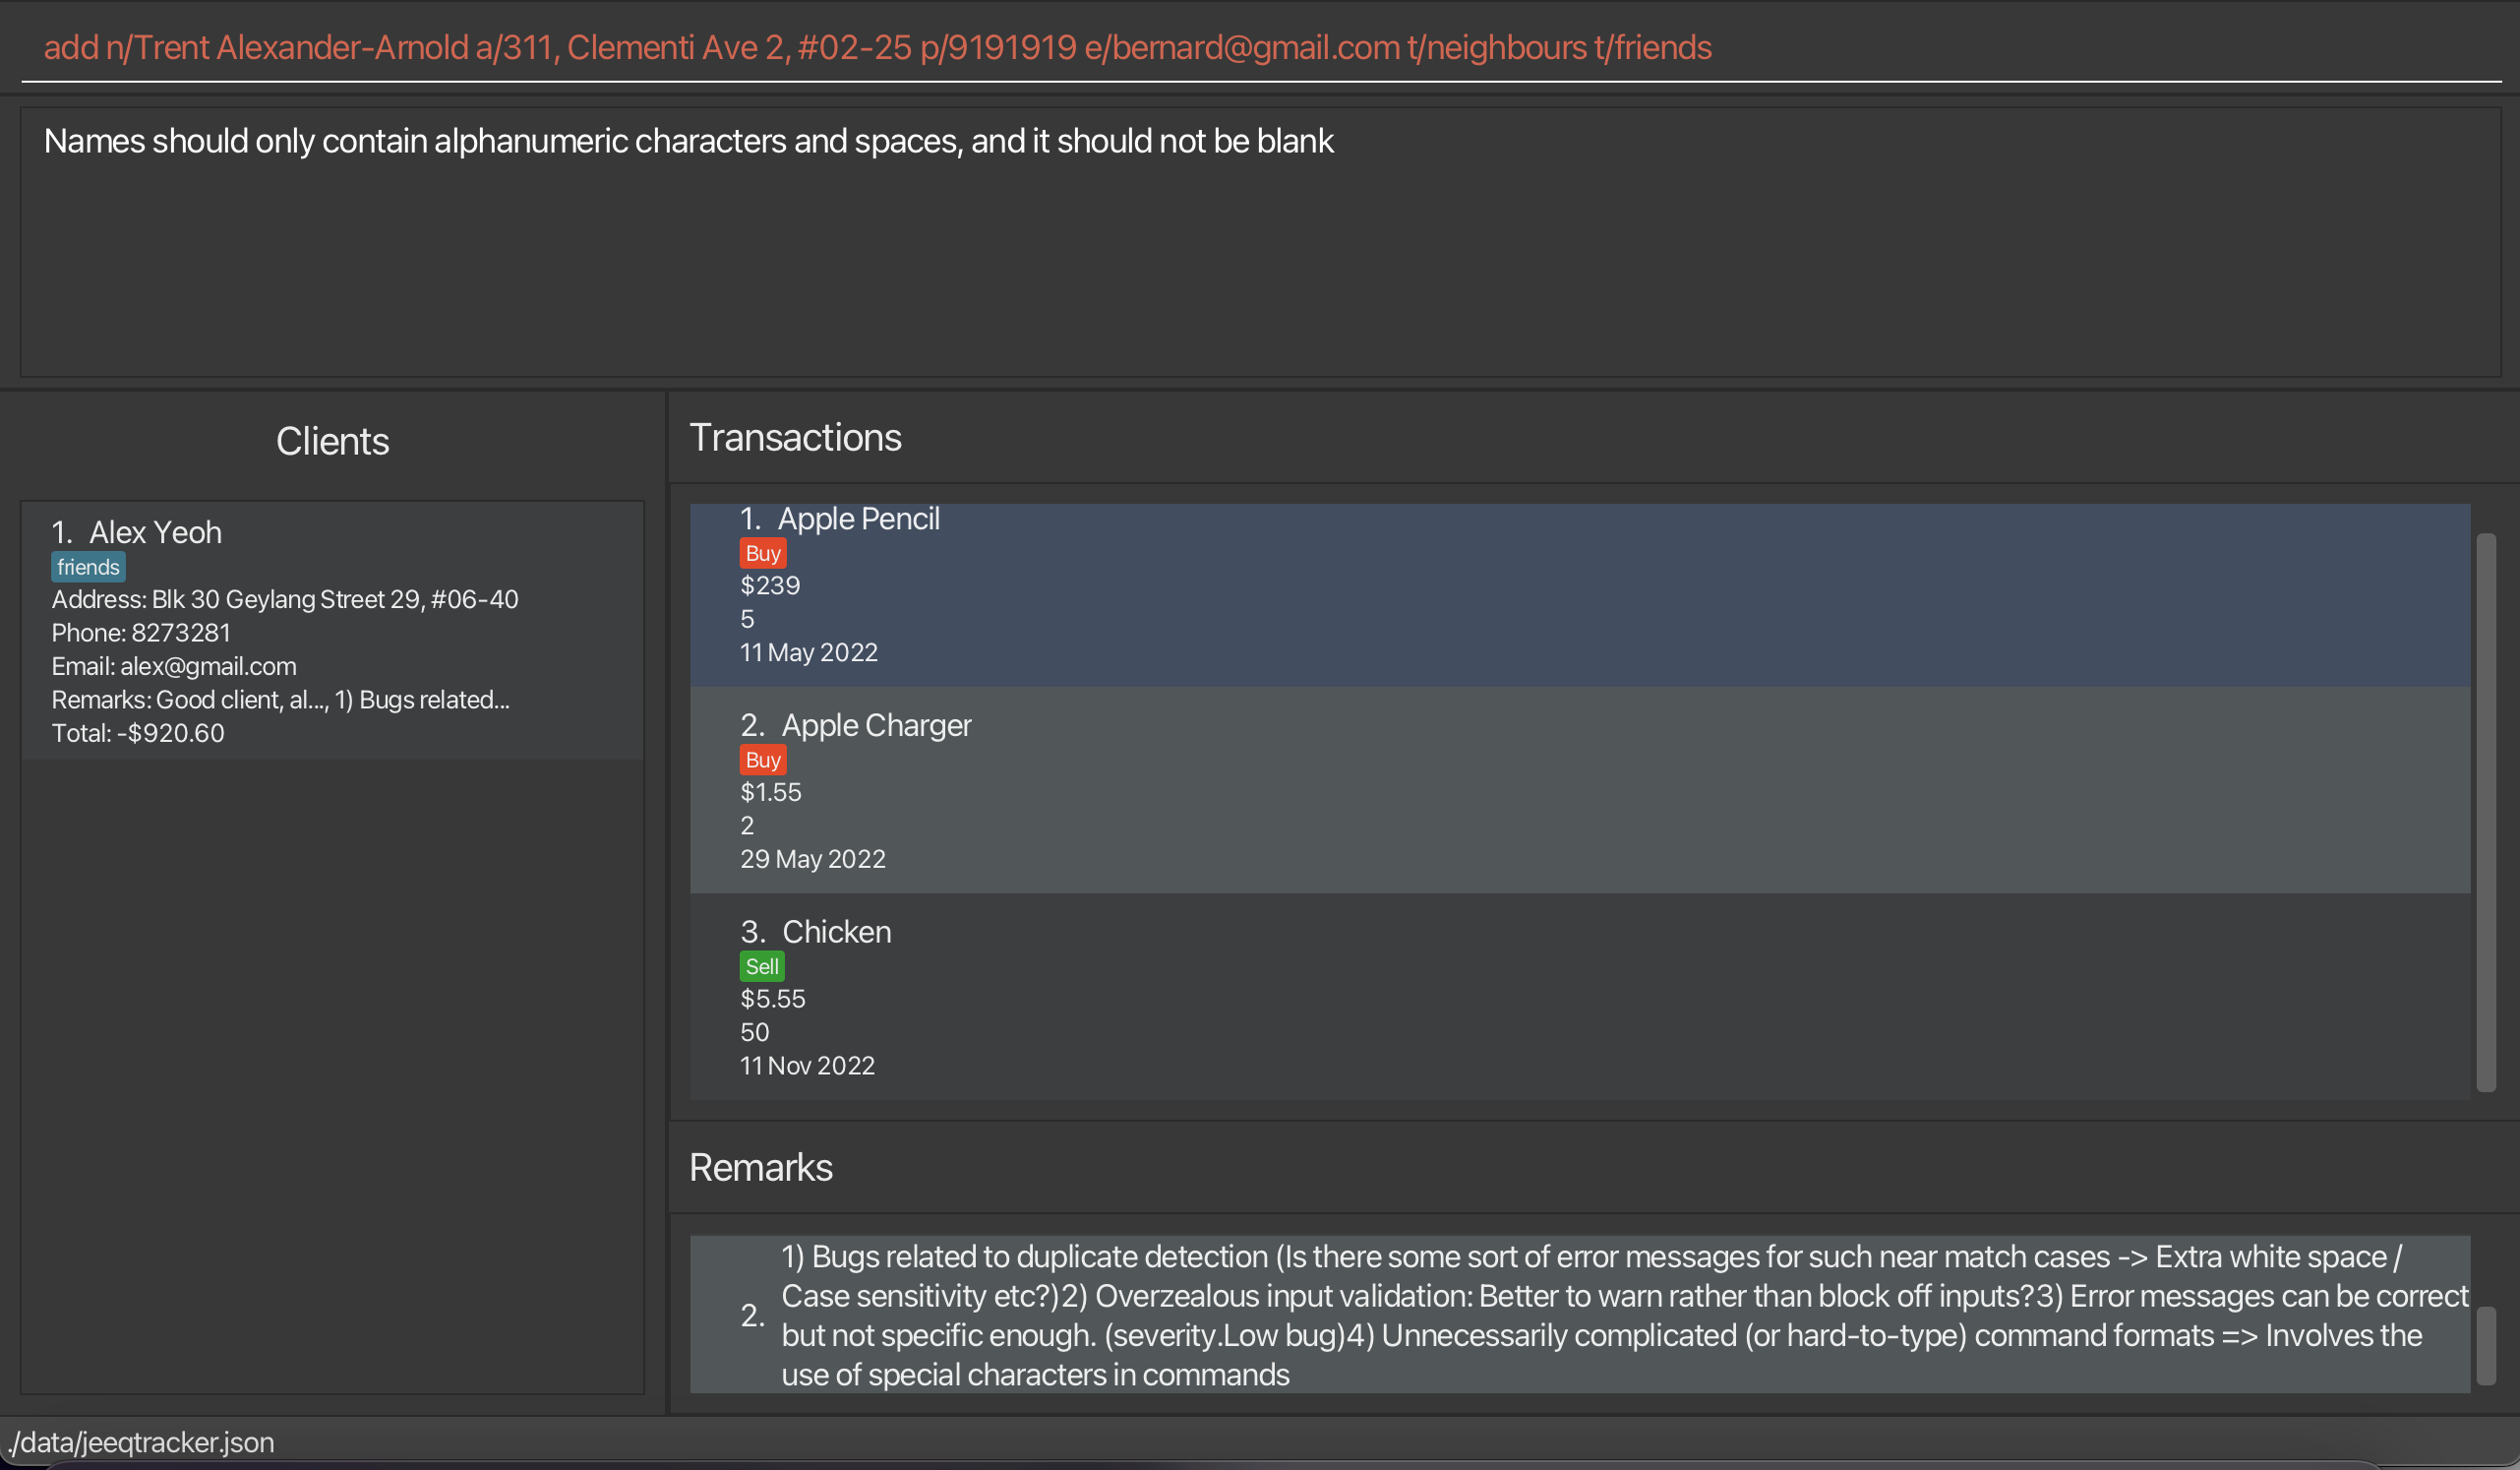 add n/Trent Alexander-Arnold a/311, Clementi Ave 2, #02-25 p/9191919 e/bernard@gmail.com t/neighbours t/friends
Names should only contain alphanumeric characters and spaces, and it should not be blank
Clients
1. Alex Yeoh
friends
Address: Blk 30 Geylang Street 29, #06-40
Phone: 8273281
Email: alex@gmail.com
Remarks: Good client, al..., 1) Bugs related...
Total: -$920.60
Transactions
1. Apple Pencil
Buy
$239
5
11 May 2022
2. Apple Charger
Buy
$1.55
2
29 May 2022
3. Chicken
Sell
$5.55
50
11 Nov 2022
Remarks
2. 1) Bugs related to duplicate detection (Is there some sort of error messages for such near match cases -> Extra white space /
Case sensitivity etc?)2) Overzealous input validation: Better to warn rather than block off inputs?3) Error messages can be correct
but not specific enough. (severity.Low bug)4) Unnecessarily complicated (or hard-to-type) command formats => Involves the
use of special characters in commands
./data/jeeqtracker.json